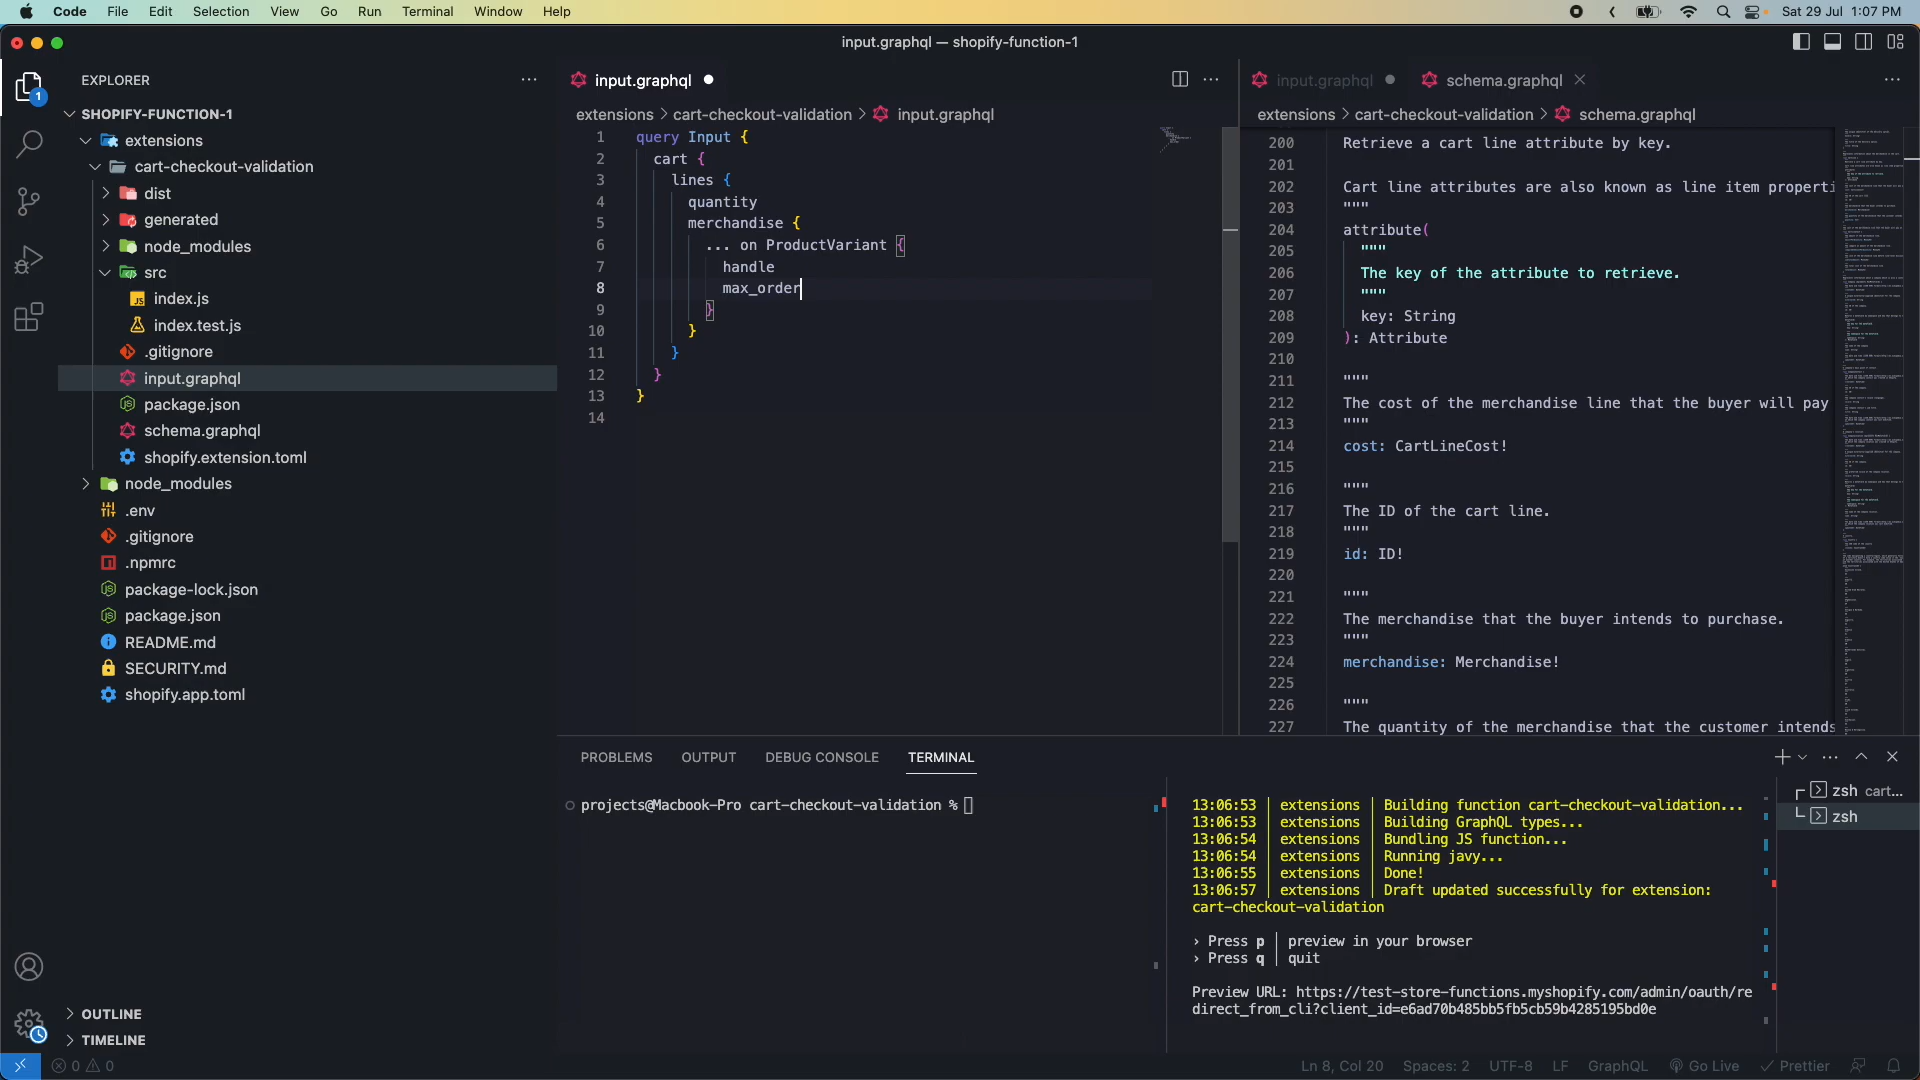 Code File Edit Selection View Go Run Terminal Window Help
Sat 29 Jul 1:07 PM
input.graphql — shopify-function-1
EXPLORER
SHOPIFY-FUNCTION-1
extensions
cart-checkout-validation
dist
generated
node_modules
src
JS index.js
index.test.js
.gitignore
input.graphql
package.json
schema.graphql
shopify.extension.toml
node_modules
.env
.gitignore
.npmrc
package-lock.json
package.json
README.md
SECURITY.md
shopify.app.toml
OUTLINE
TIMELINE
1
input.graphql
extensions > cart-checkout-validation > input.graphql
1 query Input {
2 cart {
3 lines {
4 quantity
5 merchandise {
6 ... on ProductVariant {
7 handle
8 max_order
9 }
10 }
11 }
12 }
13 }
14
input.graphql schema.graphql
extensions > cart-checkout-validation > schema.graphql
200 Retrieve a cart line attribute by key.
201
202 Cart line attributes are also known as line item properti
203 """
204 attribute(
205 """
206 The key of the attribute to retrieve.
207 """
208 key: String
209 ): Attribute
210
211 """
212 The cost of the merchandise line that the buyer will pay
213 """
214 cost: CartLineCost!
215
216 """
217 The ID of the cart line.
218 """
219 id: ID!
220
221 """
222 The merchandise that the buyer intends to purchase.
223 """
224 merchandise: Merchandise!
225
226 """
227 The quantity of the merchandise that the customer intends
PROBLEMS OUTPUT DEBUG CONSOLE TERMINAL
projects@Macbook-Pro cart-checkout-validation %
13:06:53 | extensions | Building function cart-checkout-validation...
13:06:53 | extensions | Building GraphQL types...
13:06:54 | extensions | Bundling JS function...
13:06:54 | extensions | Running javy...
13:06:55 | extensions | Done!
13:06:57 | extensions | Draft updated successfully for extension:
cart-checkout-validation
› Press p | preview in your browser
› Press q | quit
Preview URL: https://test-store-functions.myshopify.com/admin/oauth/re
direct_from_cli?client_id=e6ad70b485bb5fb5cb59b4285195bd0e
zsh cart...
zsh
0 0
Ln 8, Col 20 Spaces: 2 UTF-8 LF GraphQL Go Live Prettier